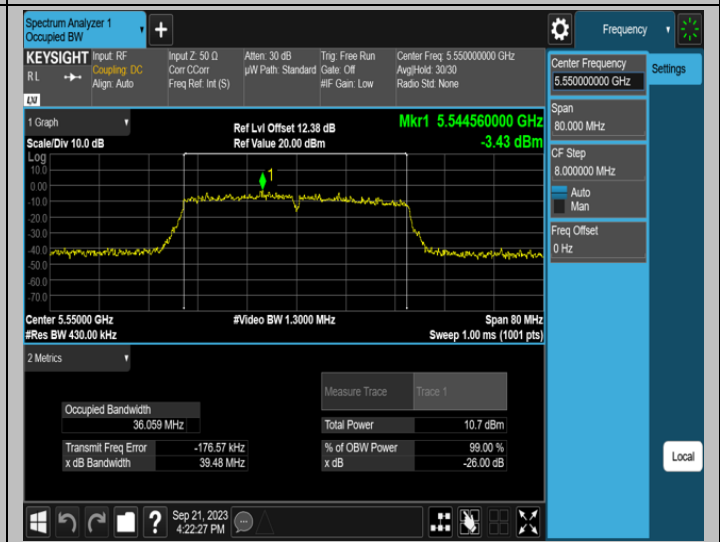 Spectrum Analyzer 1
Occupied BW
+
Frequency
KEYSIGHT
RL
LXI
Input: RF
Coupling: DC
Align: Auto
Input Z: 50 Ω
Corr CCorr
Freq Ref: Int (S)
Atten: 30 dB
µW Path: Standard
Trig: Free Run
Gate: Off
#IF Gain: Low
Center Freq: 5.550000000 GHz
Avg|Hold: 30/30
Radio Std: None
Center Frequency
5.550000000 GHz
Settings
Span
80.000 MHz
CF Step
8.000000 MHz
Auto
Man
Freq Offset
0 Hz
Local
1 Graph
Scale/Div 10.0 dB
Ref Lvl Offset 12.38 dB
Ref Value 20.00 dBm
Mkr1 5.544560000 GHz
-3.43 dBm
Log
10.0
0.00
-10.0
-20.0
-30.0
-40.0
-50.0
-60.0
-70.0
1
Center 5.55000 GHz
#Res BW 430.00 kHz
#Video BW 1.3000 MHz
Span 80 MHz
Sweep 1.00 ms (1001 pts)
2 Metrics
Measure Trace Trace 1
Occupied Bandwidth
36.059 MHz
Total Power 10.7 dBm
Transmit Freq Error -176.57 kHz
% of OBW Power 99.00 %
x dB Bandwidth 39.48 MHz
x dB -26.00 dB
?
Sep 21, 2023
4:22:27 PM